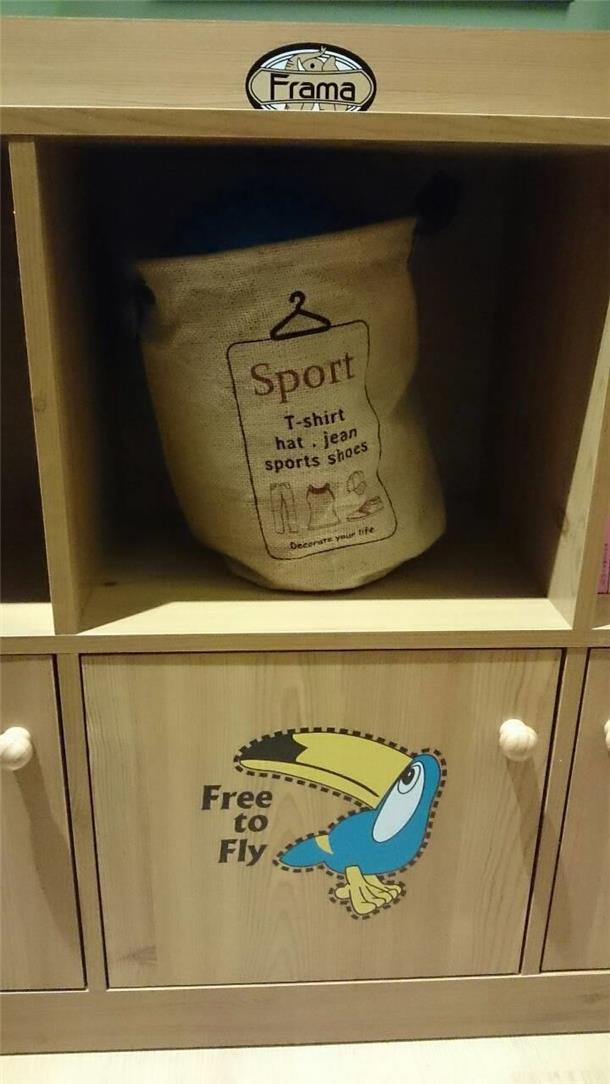 Frama
Sport
T-shirt
hat . jean
sports shoes
Decorate your life
Free
to
Fly